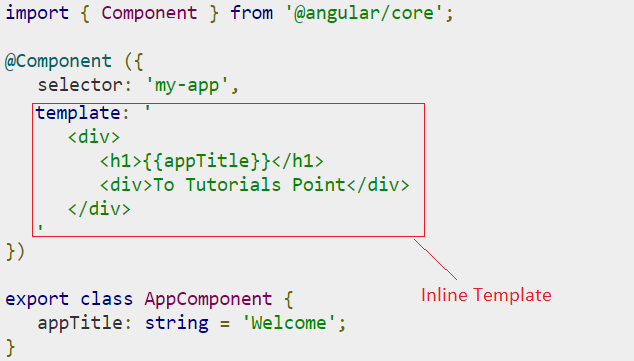 import { Component } from '@angular/core';
@Component ({
selector: 'my-app',
template: '
<div>
<h1>{{appTitle}}</h1>
<div>To Tutorials Point</div>
</div>
'
})
Inline Template
export class AppComponent {
appTitle: string = 'Welcome';
}